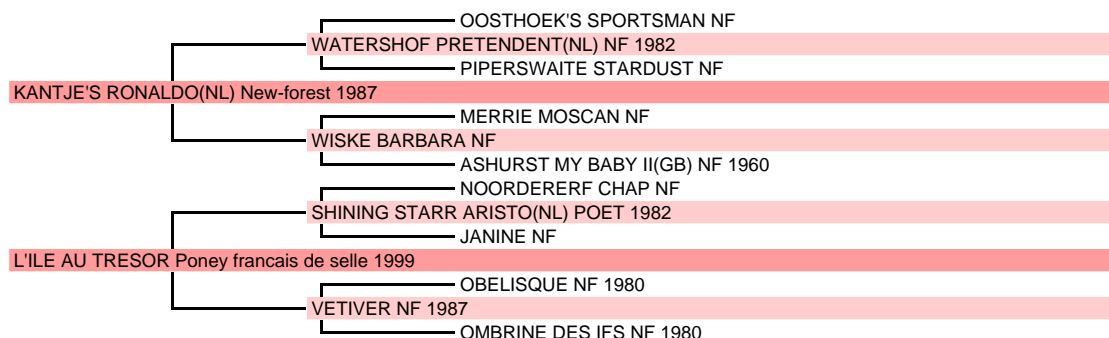 OOSTHOEK'S SPORTSMAN NF
WATERSHOF PRETENDENT(NL) NF 1982
PIPERSWAITE STARDUST NF
KANTJE'S RONALDO(NL) New-forest 1987
MERRIE MOSCAN NF
WISKE BARBARA NF
ASHURST MY BABY II(GB) NF 1960
NOORDERERF CHAP NF
SHINING STARR ARISTO(NL) POET 1982
JANINE NF
L'ILE AU TRESOR Poney francais de selle 1999
OBELISQUE NF 1980
VETIVER NF 1987
OMBRINE DES IFS NF 1980